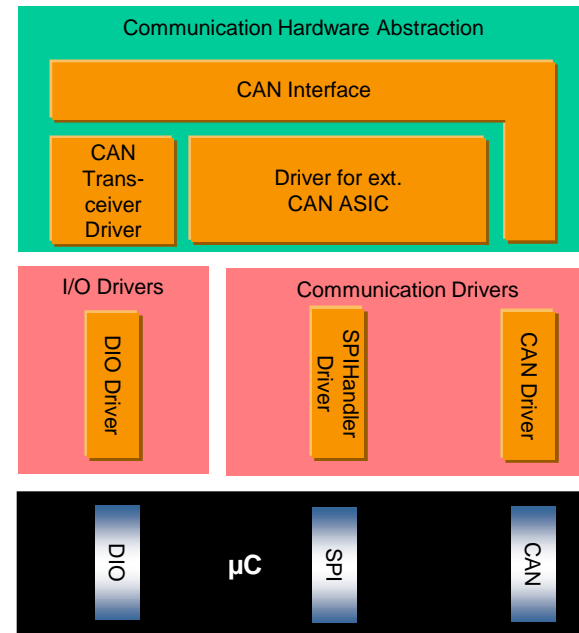 Communication Hardware Abstraction
CAN Interface
CAN
Trans-
ceiver
Driver
Driver for ext.
CAN ASIC
I/O Drivers
Communication Drivers
DIO Driver
SPIHandler
Driver
CAN Driver
DIO
µC
SPI
CAN